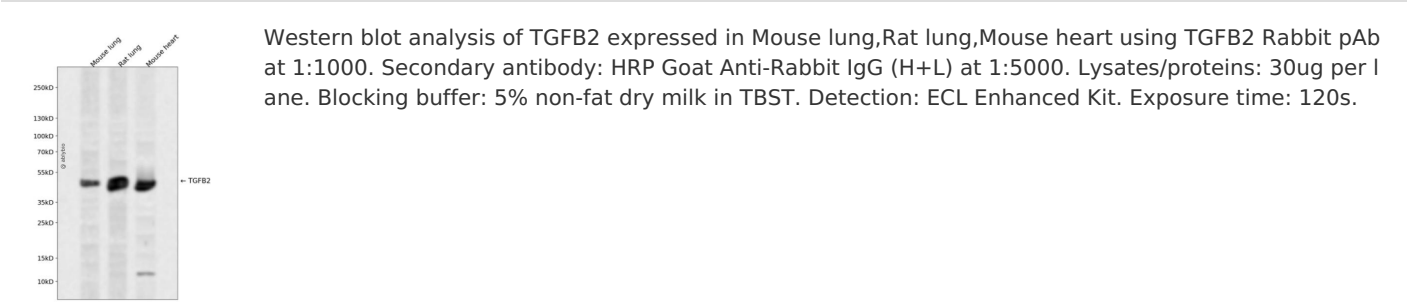 Mouse lung
Rat lung
Mouse heart
250kD
130kD
100kD
70kD
55kD
35kD
25kD
15kD
10kD
← TGFB2
Western blot analysis of TGFB2 expressed in Mouse lung,Rat lung,Mouse heart using TGFB2 Rabbit pAb
at 1:1000. Secondary antibody: HRP Goat Anti-Rabbit IgG (H+L) at 1:5000. Lysates/proteins: 30ug per l
ane. Blocking buffer: 5% non-fat dry milk in TBST. Detection: ECL Enhanced Kit. Exposure time: 120s.